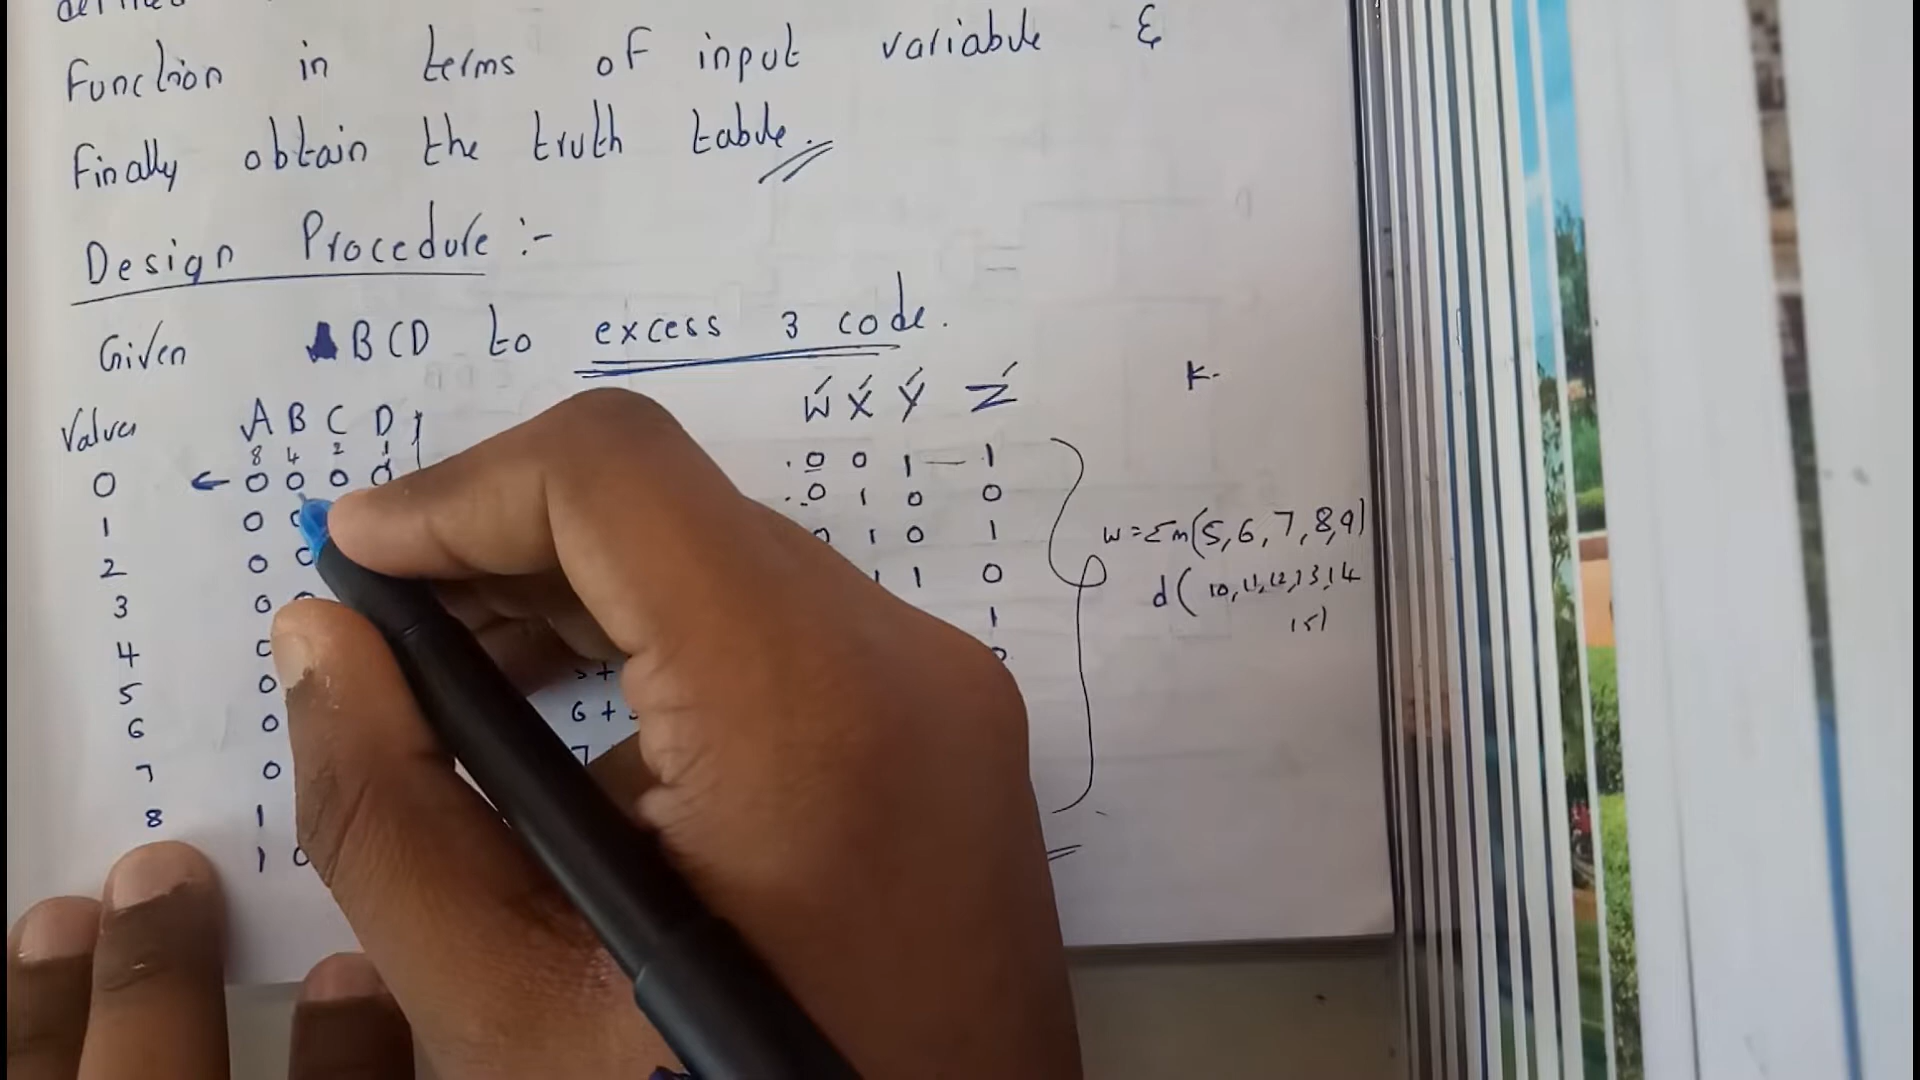 Function in terms of input variable &
Finally obtain the truth table.
Design Procedure :-
Given BCD to excess 3 code.
Values A B C D W X Y Z K-
8 4 2 1
0 ← 0 0 0 0 0 0 1 — 1
1 0 0 1 0 0
2 0 1 0 1 w = Σm(5,6,7,8,9)
3 0 1 1 0 d(10,11,12,13,14
4 1 15)
5 0
6 0 6 +
7 0 7
8 1
1 0